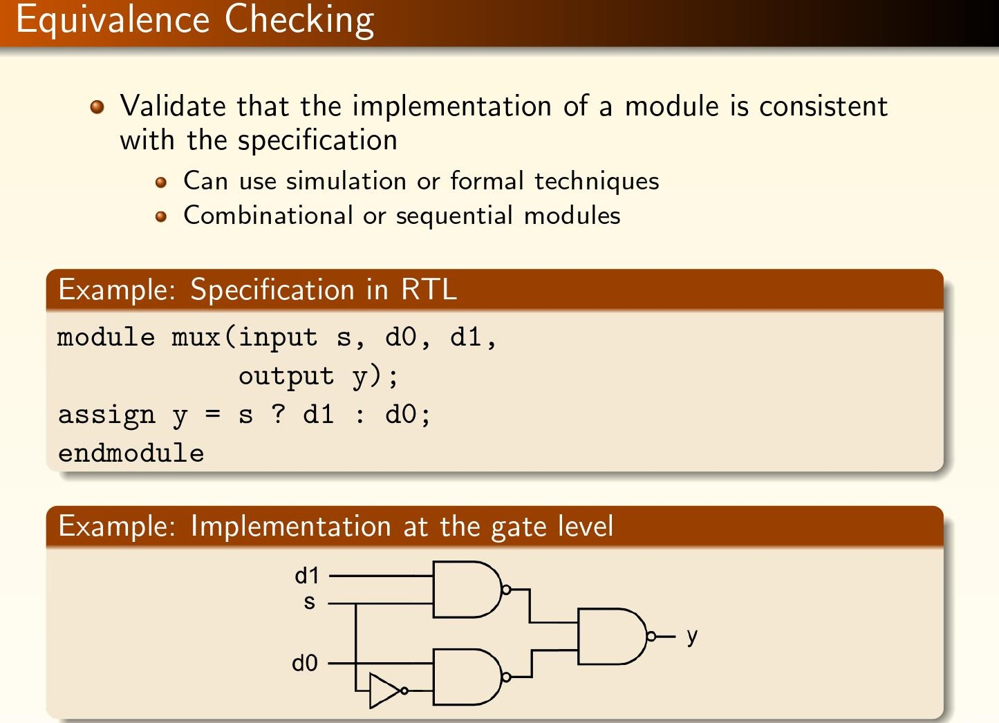 Equivalence Checking
Validate that the implementation of a module is consistent
with the specification
Can use simulation or formal techniques
Combinational or sequential modules
Example: Specification in RTL
module mux(input s, d0, d1,
output y);
assign y = s ? d1 : d0;
endmodule
Example: Implementation at the gate level
d1
s
y
d0